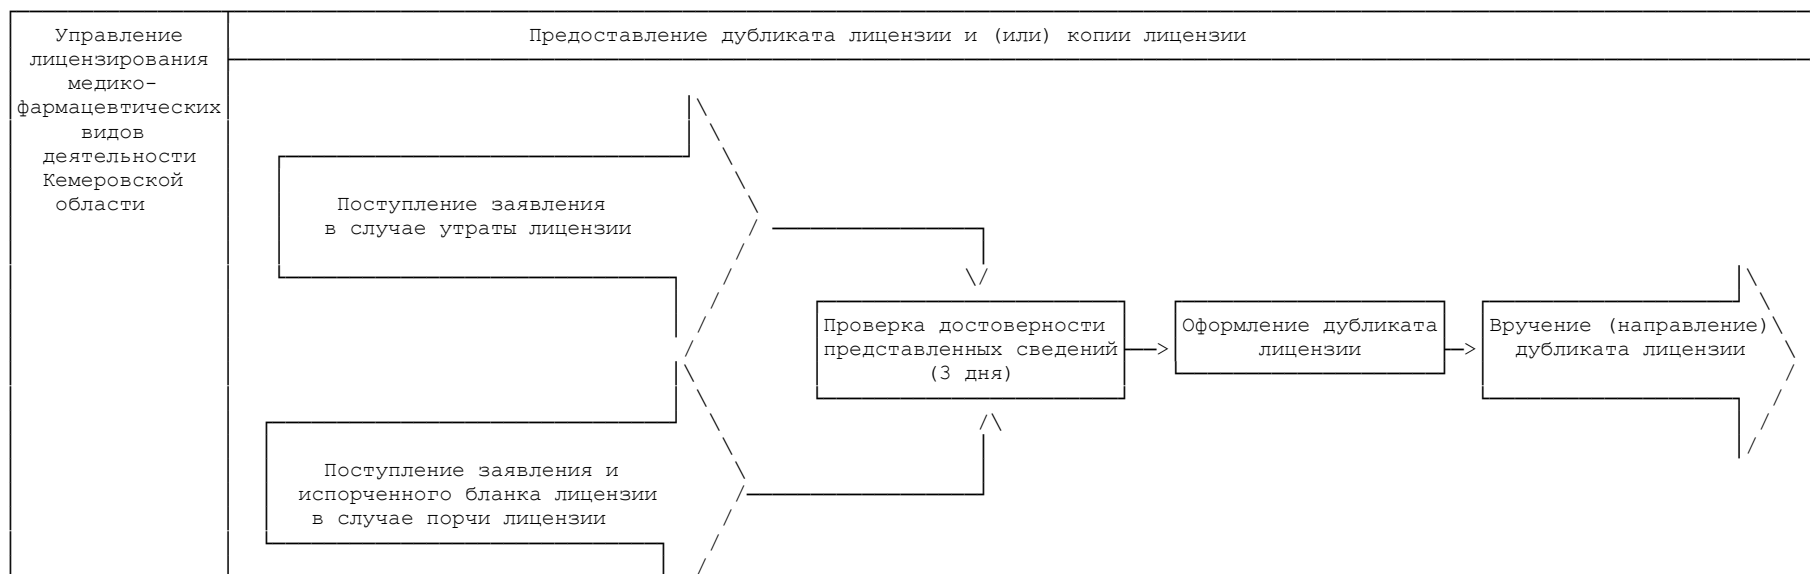 Управление
лицензирования
медико-
фармацевтических
видов
деятельности
Кемеровской
области
Предоставление дубликата лицензии и (или) копии лицензии
Поступление заявления
в случае утраты лицензии
Проверка достоверности
представленных сведений
(3 дня)
Оформление дубликата
лицензии
Вручение (направление)
дубликата лицензии
Поступление заявления и
испорченного бланка лицензии
в случае порчи лицензии